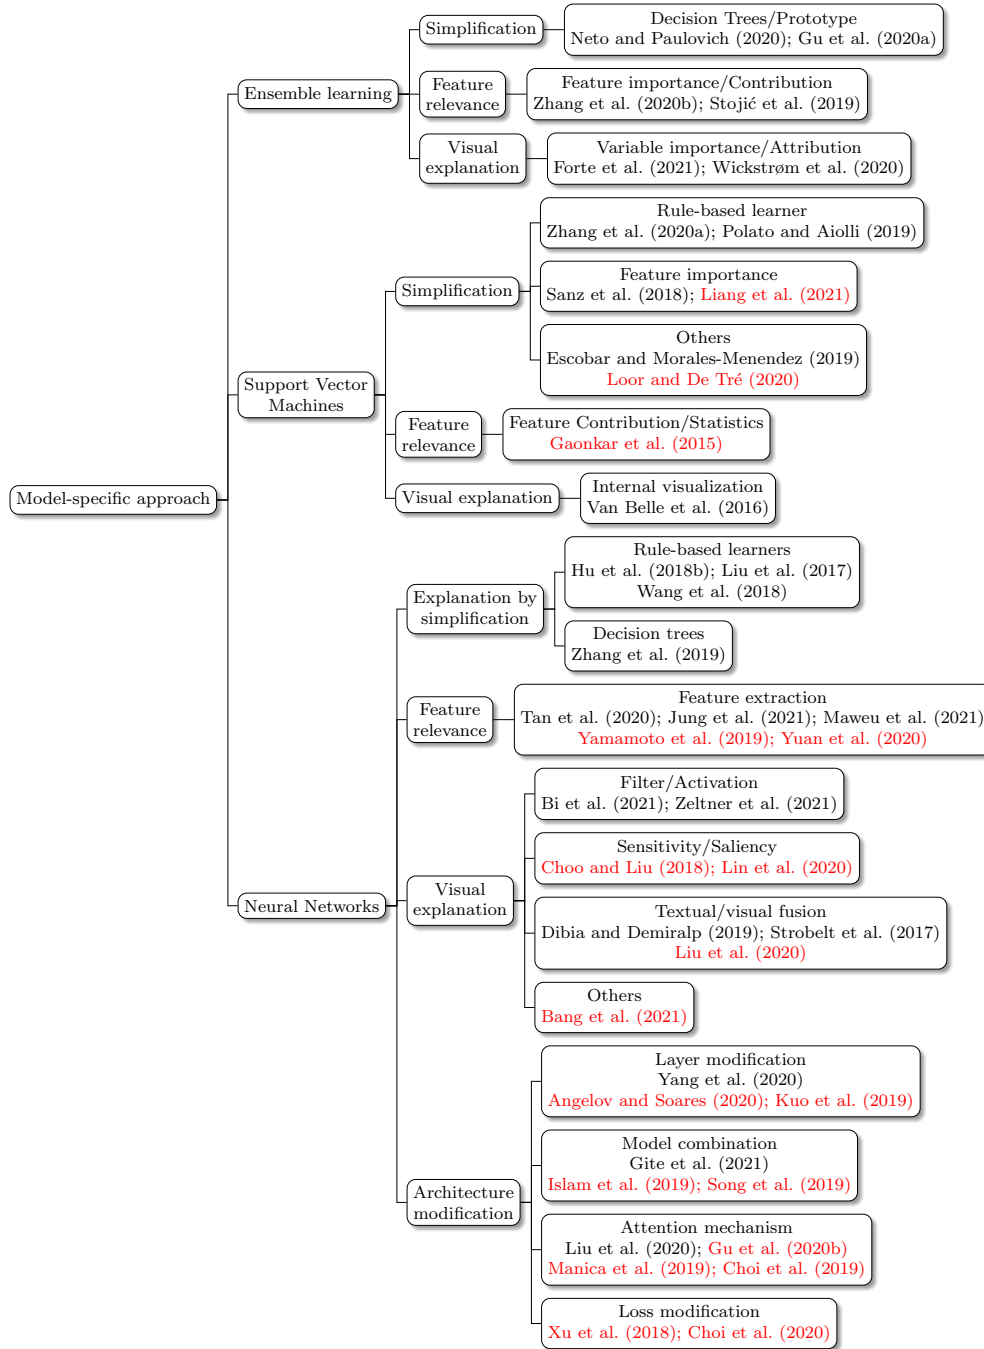 Model-specific approach
Ensemble learning
Simplification
Decision Trees/Prototype
Neto and Paulovich (2020); Gu et al. (2020a)
Feature
relevance
Feature importance/Contribution
Zhang et al. (2020b); Stojić et al. (2019)
Visual
explanation
Variable importance/Attribution
Forte et al. (2021); Wickstrøm et al. (2020)
Support Vector
Machines
Simplification
Rule-based learner
Zhang et al. (2020a); Polato and Aiolli (2019)
Feature importance
Sanz et al. (2018); Liang et al. (2021)
Others
Escobar and Morales-Menendez (2019)
Loor and De Tré (2020)
Feature
relevance
Feature Contribution/Statistics
Gaonkar et al. (2015)
Visual explanation
Internal visualization
Van Belle et al. (2016)
Neural Networks
Explanation by
simplification
Rule-based learners
Hu et al. (2018b); Liu et al. (2017)
Wang et al. (2018)
Decision trees
Zhang et al. (2019)
Feature
relevance
Feature extraction
Tan et al. (2020); Jung et al. (2021); Maweu et al. (2021)
Yamamoto et al. (2019); Yuan et al. (2020)
Visual
explanation
Filter/Activation
Bi et al. (2021); Zeltner et al. (2021)
Sensitivity/Saliency
Choo and Liu (2018); Lin et al. (2020)
Textual/visual fusion
Dibia and Demiralp (2019); Strobelt et al. (2017)
Liu et al. (2020)
Others
Bang et al. (2021)
Architecture
modification
Layer modification
Yang et al. (2020)
Angelov and Soares (2020); Kuo et al. (2019)
Model combination
Gite et al. (2021)
Islam et al. (2019); Song et al. (2019)
Attention mechanism
Liu et al. (2020); Gu et al. (2020b)
Manica et al. (2019); Choi et al. (2019)
Loss modification
Xu et al. (2018); Choi et al. (2020)